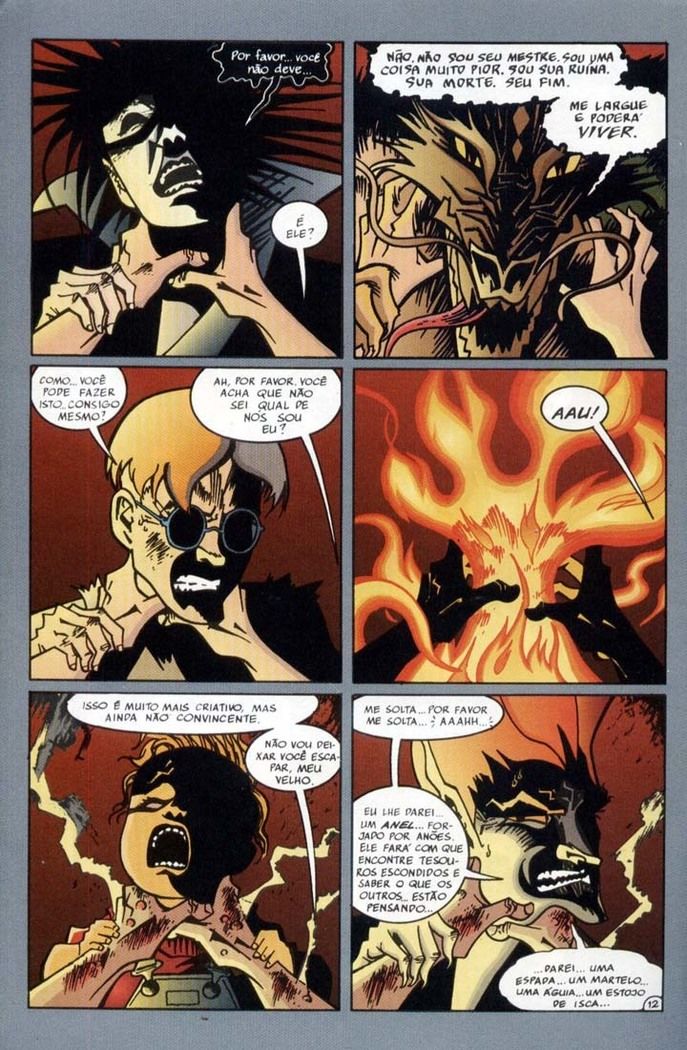 Por favor... você
não deve...
É
ELE?
NÃO. NÃO SOU SEU MESTRE. SOU UMA
COISA MUITO PIOR. SOU SUA RUÍNA.
SUA MORTE. SEU FIM.
ME LARGUE
E PODERÁ
VIVER.
COMO... VOCÊ
PODE FAZER
ISTO... CONSIGO
MESMO?
AH, POR FAVOR. VOCÊ
ACHA QUE NÃO
SEI QUAL DE
NÓS SOU
EU?
AAU!
ISSO É MUITO MAIS CRIATIVO, MAS
AINDA NÃO CONVINCENTE.
NÃO VOU DEI-
XAR VOCÊ ESCA-
PAR, MEU
VELHO.
ME SOLTA... POR FAVOR
ME SOLTA... AAAHH...
EU LHE DAREI...
UM ANEL... FOR-
JADO POR ANÕES.
ELE FARÁ COM QUE
ENCONTRE TESOU-
ROS ESCONDIDOS E
SABER O QUE OS
OUTROS... ESTÃO
PENSANDO...
...DAREI... UMA
ESPADA... UM MARTELO...
UMA ÁGUIA... UM ESTOJO
DE ISCA...
12